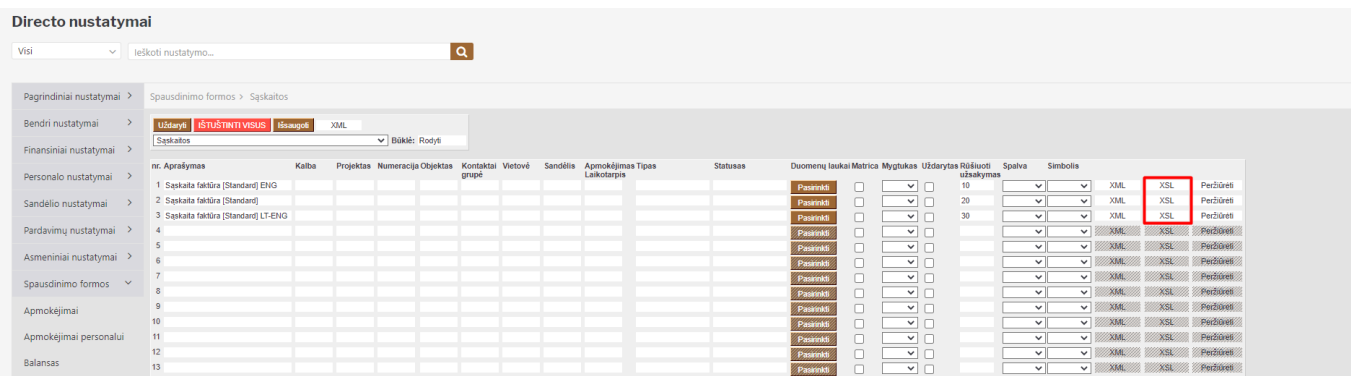 Directo nustatymai
Visi Ieškoti nustatymo...
Pagrindiniai nustatymai
Bendri nustatymai
Finansiniai nustatymai
Personalo nustatymai
Sandėlio nustatymai
Pardavimų nustatymai
Asmeniniai nustatymai
Spausdinimo formos
Apmokėjimai
Apmokėjimai personalui
Balansas
Spausdinimo formos > Sąskaitos
Uždaryti IŠTUŠTINTI VISUS Išsaugoti XML
Sąskaitos Būklė: Rodyti
nr. Aprašymas Kalba Projektas Numeracija Objektas Kontaktai grupė Vietovė Sandėlis Apmokėjimas Laikotarpis Tipas Statusas Duomenų laukai Matrica Mygtukas Uždarytas Rūšiuoti užsakymas Spalva Simbolis
1 Sąskaita faktūra [Standard] ENG Pasirinkti 10 XML XSL Peržiūrėti
2 Sąskaita faktūra [Standard] Pasirinkti 20 XML XSL Peržiūrėti
3 Sąskaita faktūra [Standard] LT-ENG Pasirinkti 30 XML XSL Peržiūrėti
4 Pasirinkti XML XSL Peržiūrėti
5 Pasirinkti XML XSL Peržiūrėti
6 Pasirinkti XML XSL Peržiūrėti
7 Pasirinkti XML XSL Peržiūrėti
8 Pasirinkti XML XSL Peržiūrėti
9 Pasirinkti XML XSL Peržiūrėti
10 Pasirinkti XML XSL Peržiūrėti
11 Pasirinkti XML XSL Peržiūrėti
12 Pasirinkti XML XSL Peržiūrėti
13 Pasirinkti XML XSL Peržiūrėti